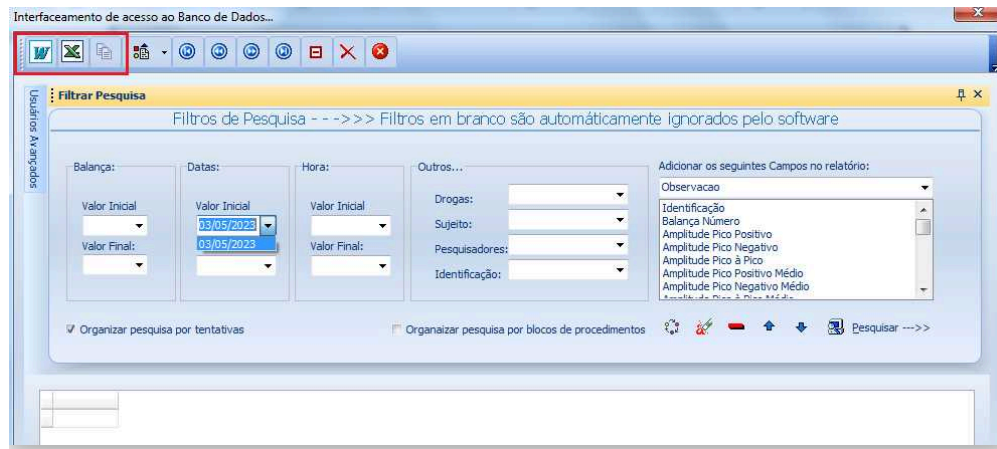 Interfaceamento de acesso ao Banco de Dados...
Filtrar Pesquisa
Usuários Avançados
Filtros de Pesquisa - - ->>> Filtros em branco são automáticamente ignorados pelo software
Balança:
Valor Inicial
Valor Final:
Datas:
Valor Inicial
03/05/2023
03/05/2023
Hora:
Valor Inicial
Valor Final:
Outros...
Drogas:
Sujeito:
Pesquisadores:
Identificação:
Adicionar os seguintes Campos no relatório:
Observacao
Identificação
Balança Número
Amplitude Pico Positivo
Amplitude Pico Negativo
Amplitude Pico à Pico
Amplitude Pico Positivo Médio
Amplitude Pico Negativo Médio
Organizar pesquisa por tentativas
Organaizar pesquisa por blocos de procedimentos
Pesquisar --->>